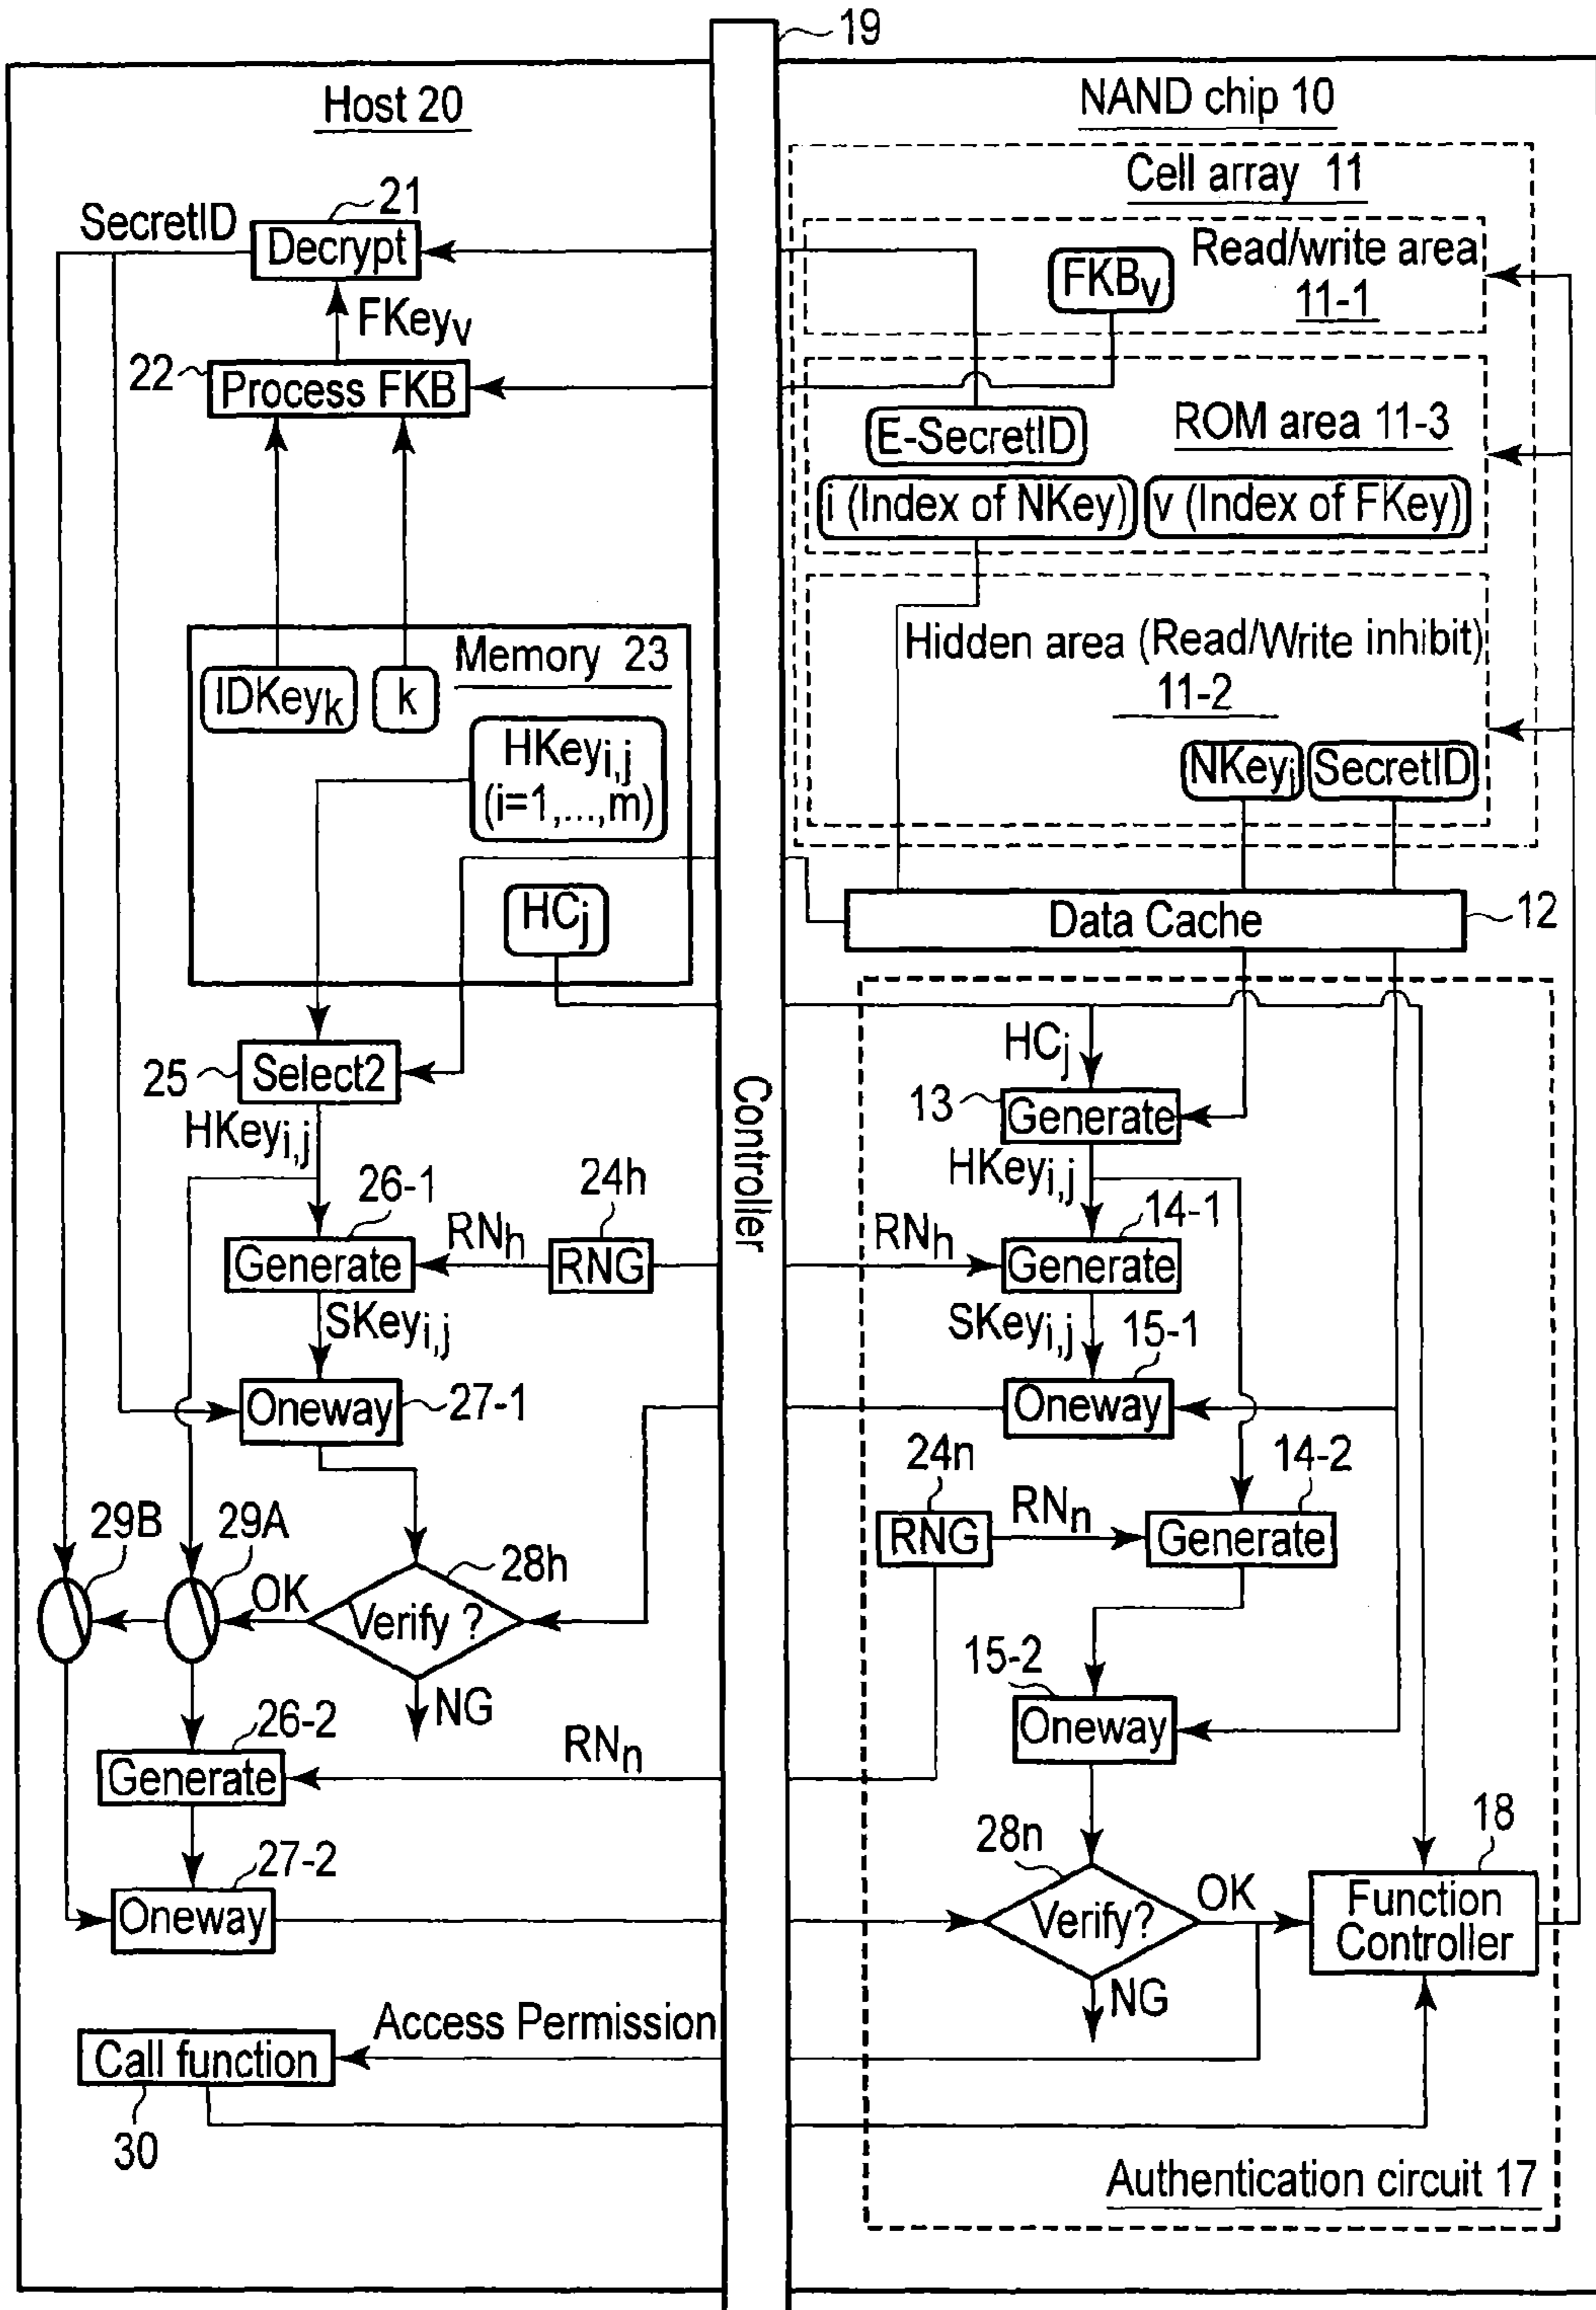 19
Host 20
NAND chip 10
Cell array 11
SecretID
21
Decrypt
Read/write area
11-1
FKBv
FKeyv
22
Process FKB
ROM area 11-3
E-SecretID
i (Index of NKey)
v (Index of FKey)
Memory 23
IDKeyk
k
HKeyi,j
(i=1,...,m)
HCj
Hidden area (Read/Write inhibit)
11-2
NKeyi
SecretID
Data Cache
12
Controller
25
Select2
HKeyi,j
HCj
13
Generate
HKeyi,j
26-1
24h
RNh
Generate
RNG
RNh
14-1
Generate
SKeyi,j
SKeyi,j
15-1
Oneway
27-1
Oneway
24n
14-2
RNG
RNn
Generate
29B
29A
28h
OK
Verify ?
NG
15-2
Oneway
26-2
Generate
RNn
27-2
Oneway
28n
Verify?
OK
NG
18
Function
Controller
Access Permission
Call function
30
Authentication circuit 17